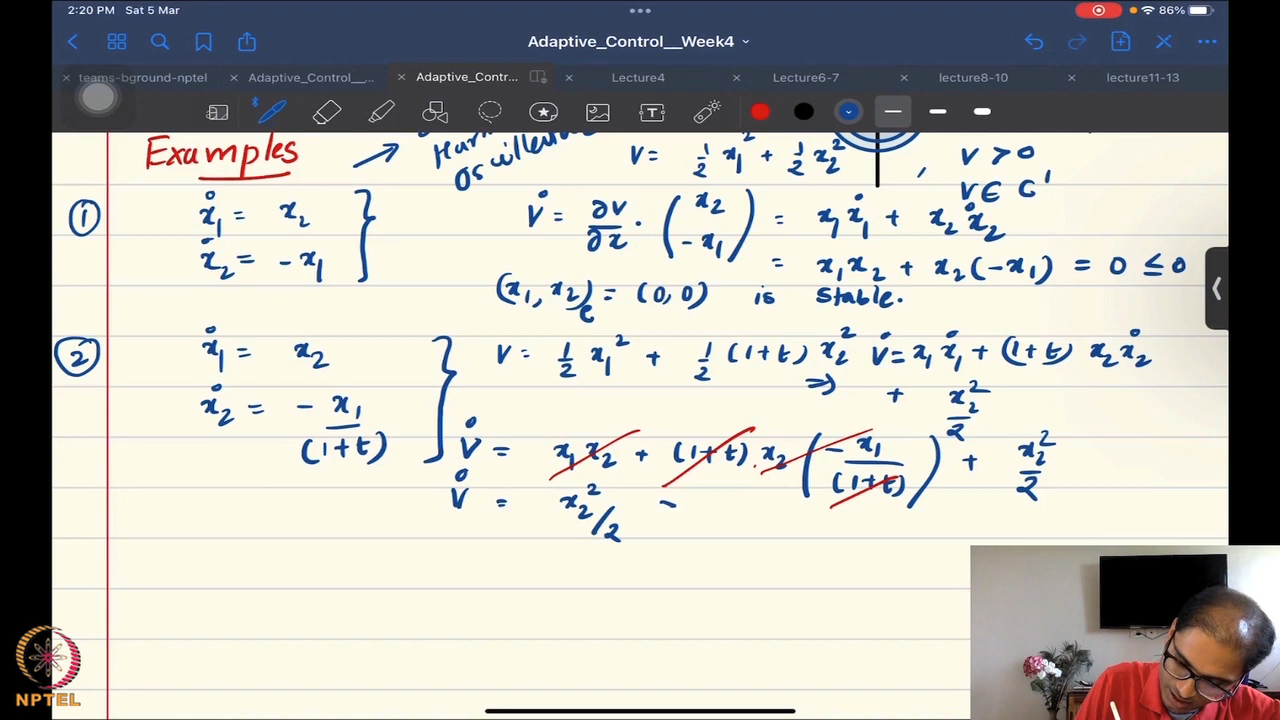 2:20 PM Sat 5 Mar
86%
Adaptive_Control__Week4
teams-bground-nptel
Adaptive_Control__...
Adaptive_Contr...
Lecture4
Lecture6-7
lecture8-10
lecture11-13
Examples
V = ½ x₁² + ½ x₂² , V > 0
V ∈ C¹
① ẋ₁ = x₂
ẋ₂ = -x₁
V̇ = ∂V/∂x · (x₂ -x₁) = x₁ẋ₁ + x₂ẋ₂
= x₁x₂ + x₂(-x₁) = 0 ≤ 0
(x₁, x₂)ₑ = (0, 0) is stable.
② ẋ₁ = x₂
ẋ₂ = - x₁/(1+t)
V = ½ x₁² + ½ (1+t) x₂² ⇒ V̇ = x₁ẋ₁ + (1+t) x₂ẋ₂
+ x₂²/2
V̇ = x₁x₂ + (1+t) · x₂ (- x₁/(1+t)) + x₂²/2
V̇ = x₂²/2
NPTEL